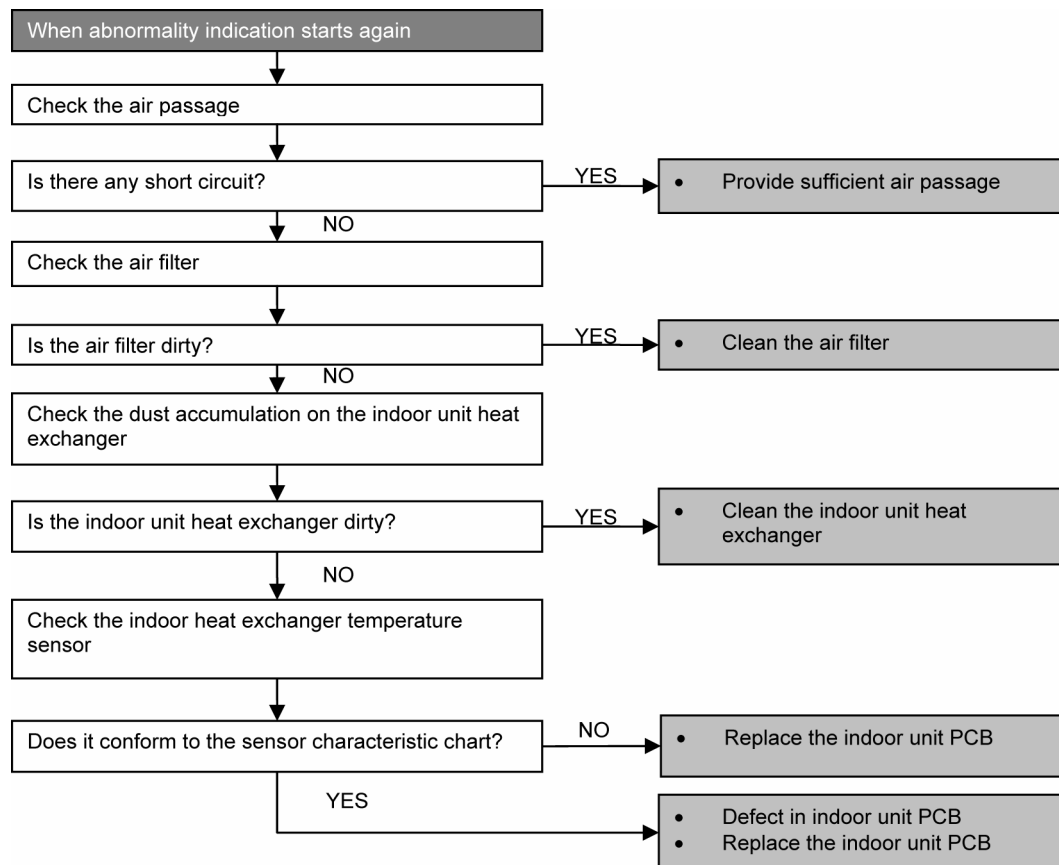 When abnormality indication starts again
Check the air passage
Is there any short circuit?
YES
• Provide sufficient air passage
NO
Check the air filter
Is the air filter dirty?
YES
• Clean the air filter
NO
Check the dust accumulation on the indoor unit heat
exchanger
Is the indoor unit heat exchanger dirty?
YES
• Clean the indoor unit heat
exchanger
NO
Check the indoor heat exchanger temperature
sensor
Does it conform to the sensor characteristic chart?
NO
• Replace the indoor unit PCB
YES
• Defect in indoor unit PCB
• Replace the indoor unit PCB